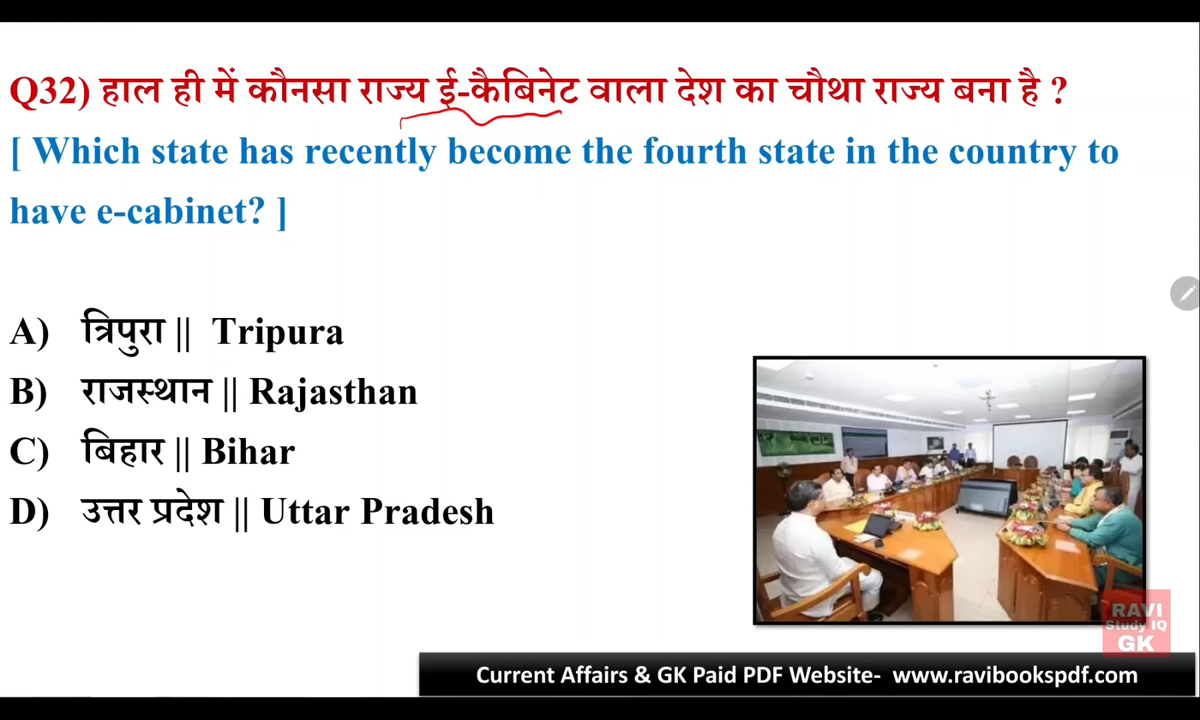 Q32) हाल ही में कौनसा राज्य ई-कैबिनेट वाला देश का चौथा राज्य बना है ?
[ Which state has recently become the fourth state in the country to
have e-cabinet? ]
A) त्रिपुरा || Tripura
B) राजस्थान || Rajasthan
C) बिहार || Bihar
D) उत्तर प्रदेश || Uttar Pradesh
RAVI
Study IQ
GK
Current Affairs & GK Paid PDF Website- www.ravibookspdf.com